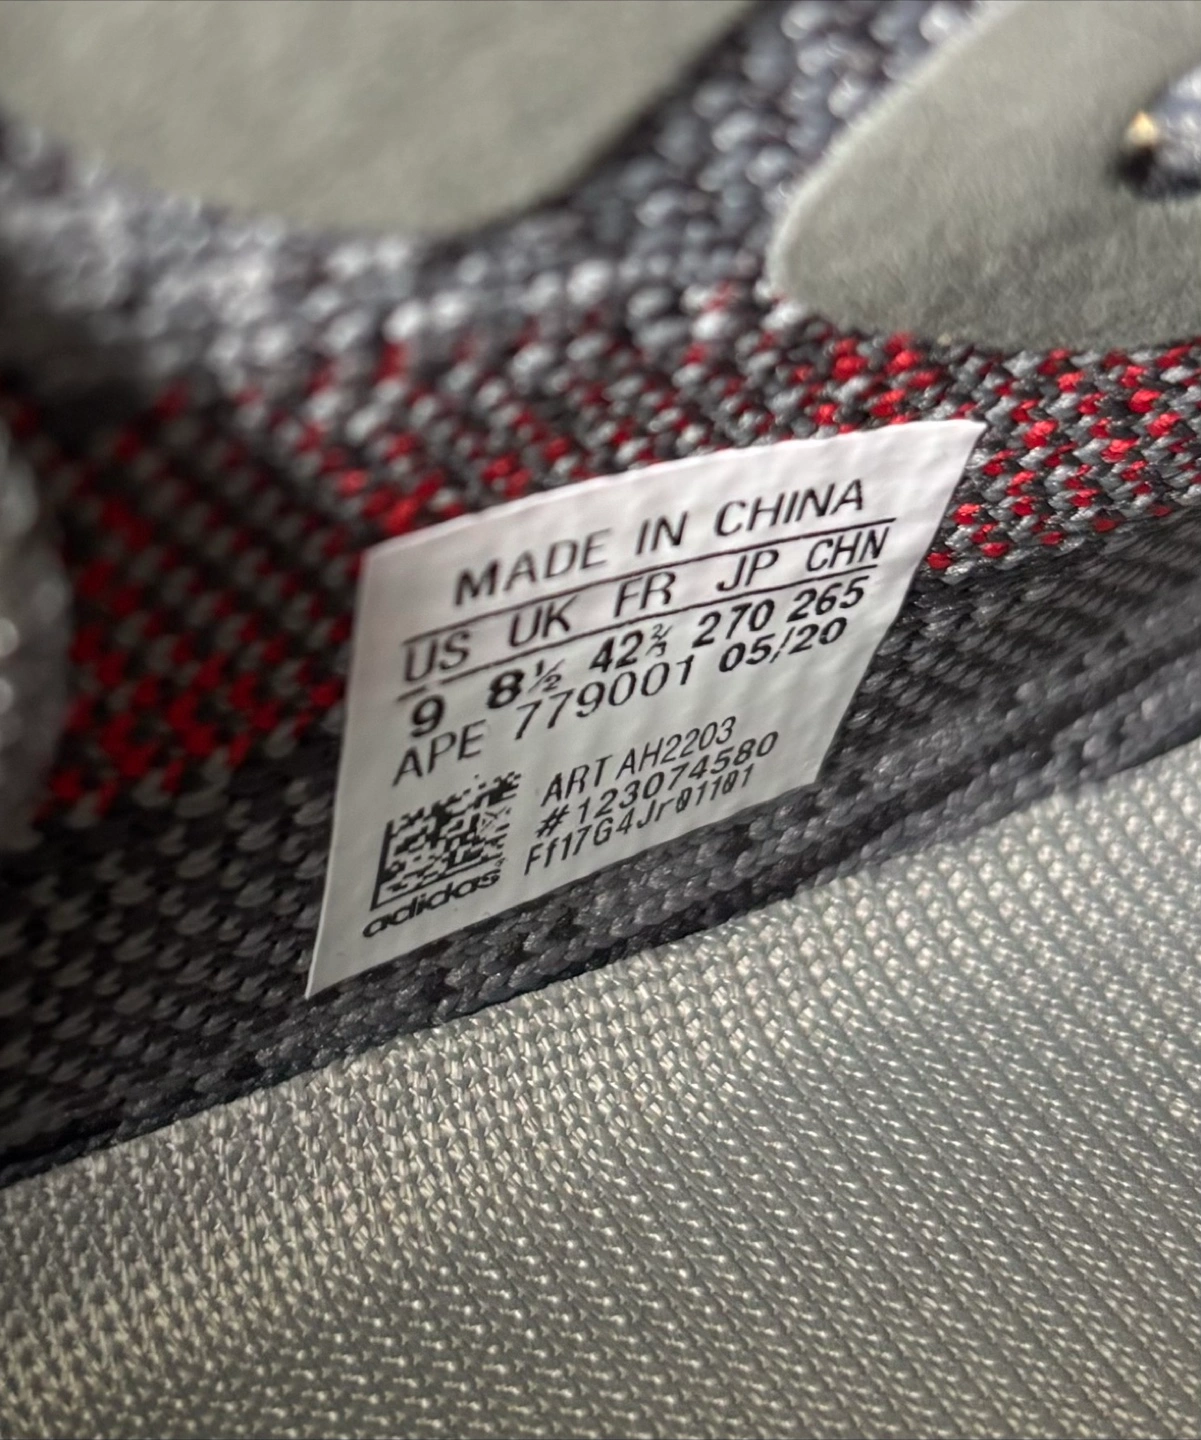 MADE IN CHINA
US UK FR JP CHN
9 8½ 42⅔ 270 265
APE 779001 05/20
ART AH2203
#123074580
Ff17G4Jr01101
adidas